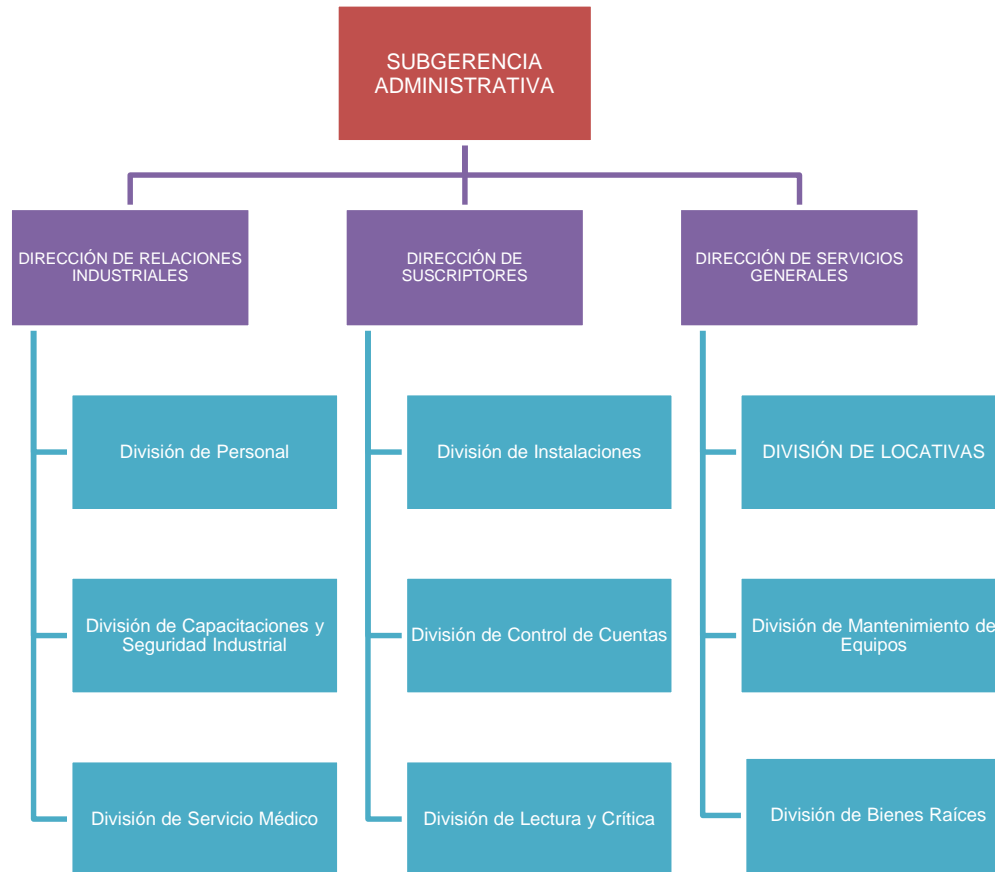 SUBGERENCIA
ADMINISTRATIVA
DIRECCIÓN DE RELACIONES
INDUSTRIALES
DIRECCIÓN DE
SUSCRIPTORES
DIRECCIÓN DE SERVICIOS
GENERALES
División de Personal
División de Instalaciones
DIVISIÓN DE LOCATIVAS
División de Capacitaciones y
Seguridad Industrial
División de Control de Cuentas
División de Mantenimiento de
Equipos
División de Servicio Médico
División de Lectura y Crítica
División de Bienes Raíces